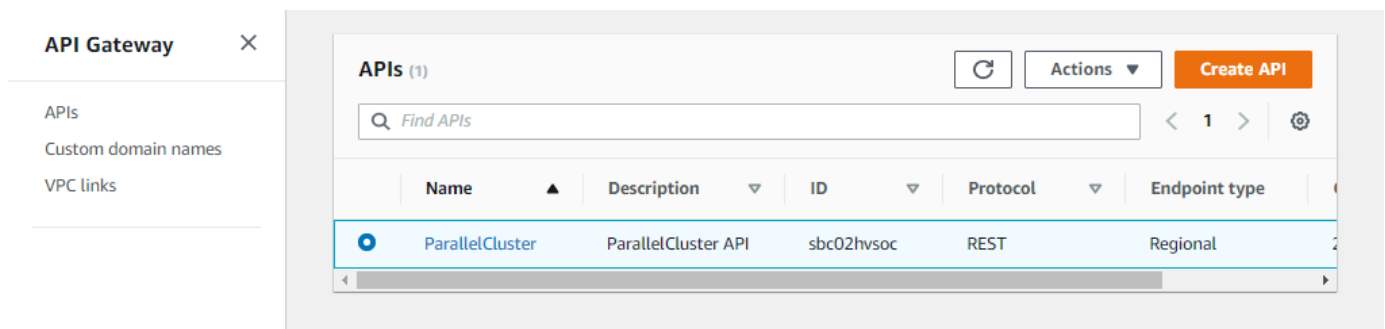 API Gateway
APIs
Custom domain names
VPC links
APIs (1)
Actions
Create API
Find APIs
1
Name Description ID Protocol Endpoint type
ParallelCluster ParallelCluster API sbc02hvsoc REST Regional